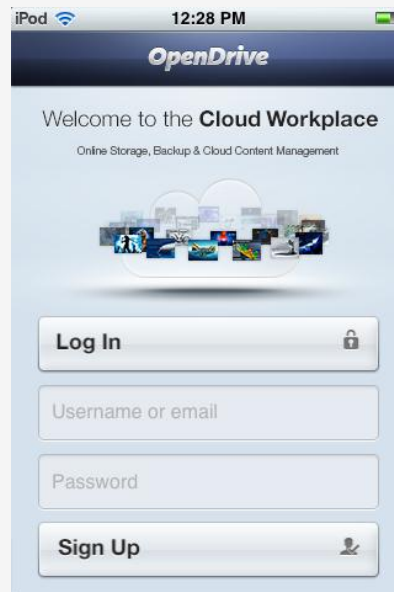 iPod 12:28 PM
OpenDrive
Welcome to the Cloud Workplace
Online Storage, Backup & Cloud Content Management
Log In
Username or email
Password
Sign Up